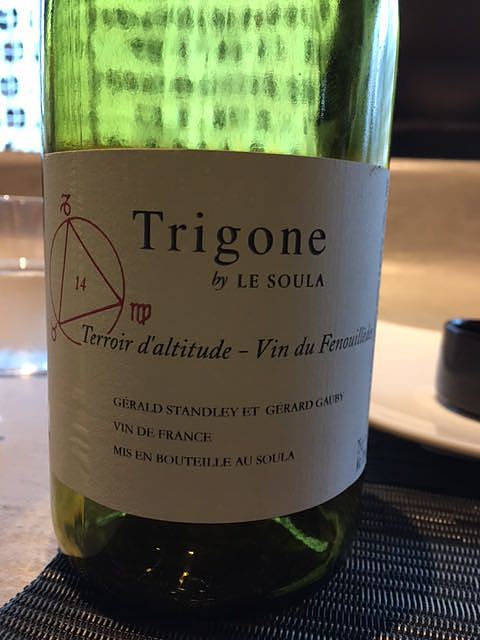 Trigone
by LE SOULA
14
Terroir d'altitude – Vin du Fenouillèdes
GÉRALD STANDLEY ET GÉRARD GAUBY
VIN DE FRANCE
MIS EN BOUTEILLE AU SOULA